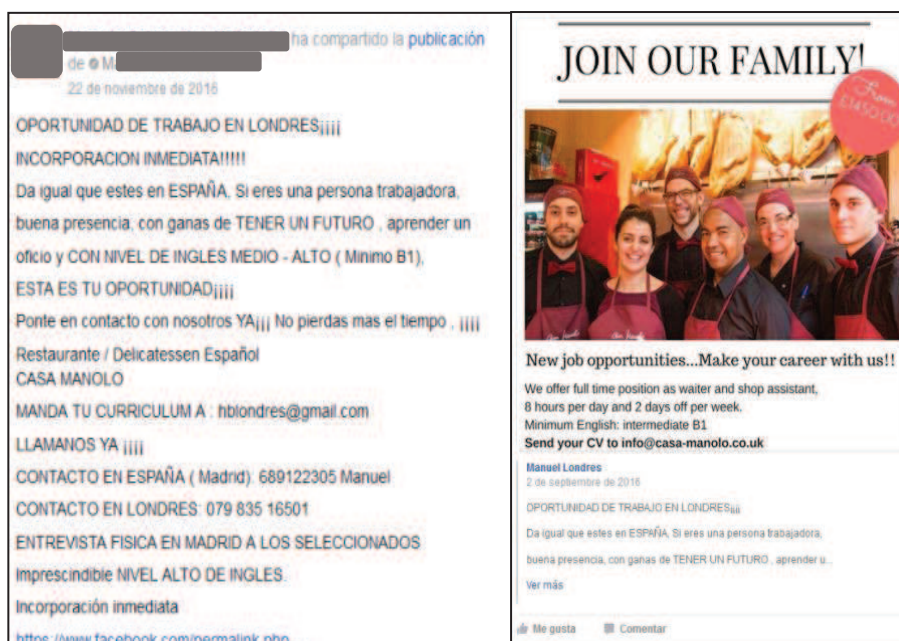 ha compartido la publicación
de M
22 de noviembre de 2016
OPORTUNIDAD DE TRABAJO EN LONDRES¡¡¡¡
INCORPORACION INMEDIATA!!!!!
Da igual que estes en ESPAÑA, Si eres una persona trabajadora,
buena presencia, con ganas de TENER UN FUTURO , aprender un
oficio y CON NIVEL DE INGLES MEDIO - ALTO ( Minimo B1),
ESTA ES TU OPORTUNIDAD¡¡¡¡
Ponte en contacto con nosotros YA¡¡¡ No pierdas mas el tiempo , ¡¡¡¡
Restaurante / Delicatessen Español
CASA MANOLO
MANDA TU CURRICULUM A : hblondres@gmail.com
LLAMANOS YA ¡¡¡¡
CONTACTO EN ESPAÑA ( Madrid): 689122305 Manuel
CONTACTO EN LONDRES: 079 835 16501
ENTREVISTA FISICA EN MADRID A LOS SELECCIONADOS
Imprescindible NIVEL ALTO DE INGLES.
Incorporación inmediata
https://www.facebook.com/permalink.php
JOIN OUR FAMILY!
From
£1450.00
New job opportunities...Make your career with us!!
We offer full time position as waiter and shop assistant,
8 hours per day and 2 days off per week.
Minimum English: intermediate B1
Send your CV to info@casa-manolo.co.uk
Manuel Londres
2 de septiembre de 2016
OPORTUNIDAD DE TRABAJO EN LONDRES¡¡¡
Da igual que estes en ESPAÑA, Si eres una persona trabajadora,
buena presencia, con ganas de TENER UN FUTURO , aprender u...
Ver más
Me gusta Comentar